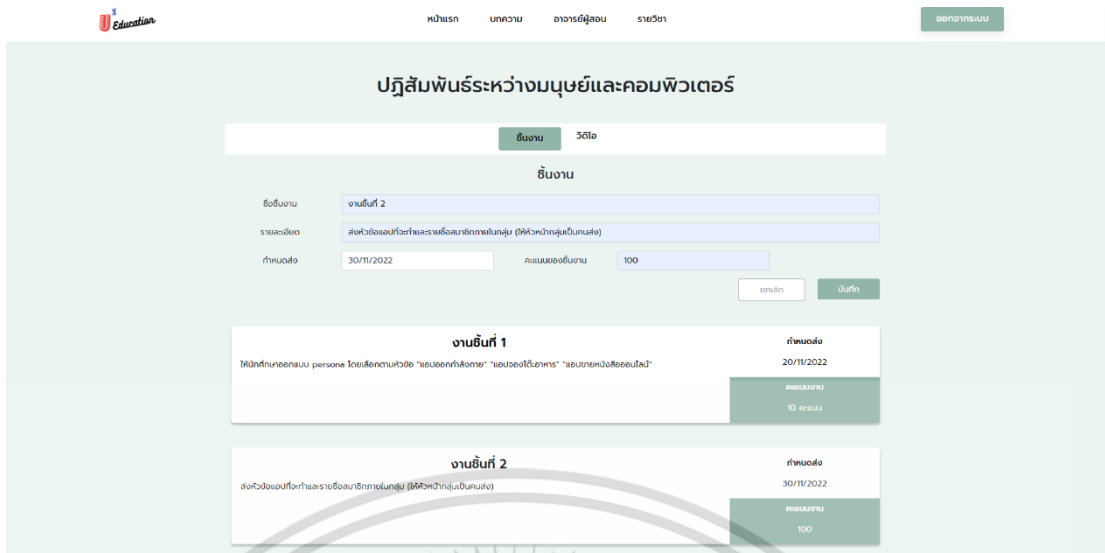 UX
Education
หน้าแรก บทความ อาจารย์ผู้สอน รายวิชา ออกจากระบบ
ปฏิสัมพันธ์ระหว่างมนุษย์และคอมพิวเตอร์
ชิ้นงาน วิดีโอ
ชิ้นงาน
ชื่อชิ้นงาน งานชิ้นที่ 2
รายละเอียด ส่งหัวข้อแอปที่จะทำและรายชื่อสมาชิกภายในกลุ่ม (ให้หัวหน้ากลุ่มเป็นคนส่ง)
กำหนดส่ง 30/11/2022 คะแนนของชิ้นงาน 100
ยกเลิก บันทึก
งานชิ้นที่ 1 กำหนดส่ง
ให้นักศึกษาออกแบบ persona โดยเลือกตามหัวข้อ "แอปออกกำลังกาย" "แอปจองโต๊ะอาหาร" "แอปขายหนังสือออนไลน์" 20/11/2022
คะแนนงาน
10 คะแนน
งานชิ้นที่ 2 กำหนดส่ง
ส่งหัวข้อแอปที่จะทำและรายชื่อสมาชิกภายในกลุ่ม (ให้หัวหน้ากลุ่มเป็นคนส่ง) 30/11/2022
คะแนนงาน
100